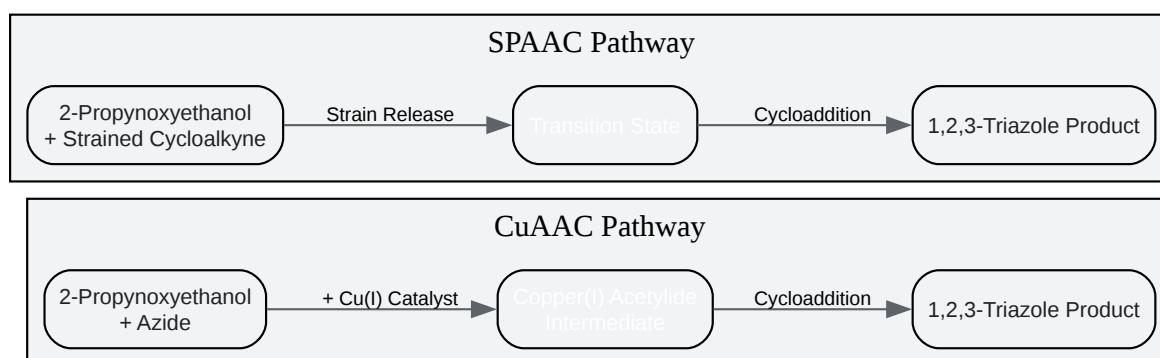 SPAAC Pathway
2-Propynoxyethanol
+ Strained Cycloalkyne
Strain Release
Transition State
Cycloaddition
1,2,3-Triazole Product
CuAAC Pathway
2-Propynoxyethanol
+ Azide
+ Cu(I) Catalyst
Copper(I) Acetylide
Intermediate
Cycloaddition
1,2,3-Triazole Product